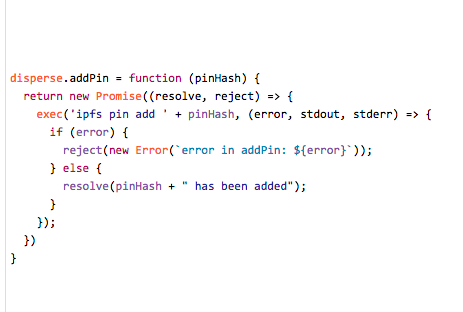 disperse.addPin = function (pinHash) {
  return new Promise((resolve, reject) => {
    exec('ipfs pin add ' + pinHash, (error, stdout, stderr) => {
      if (error) {
        reject(new Error(`error in addPin: ${error}`));
      } else {
        resolve(pinHash + " has been added");
      }
    });
  })
}